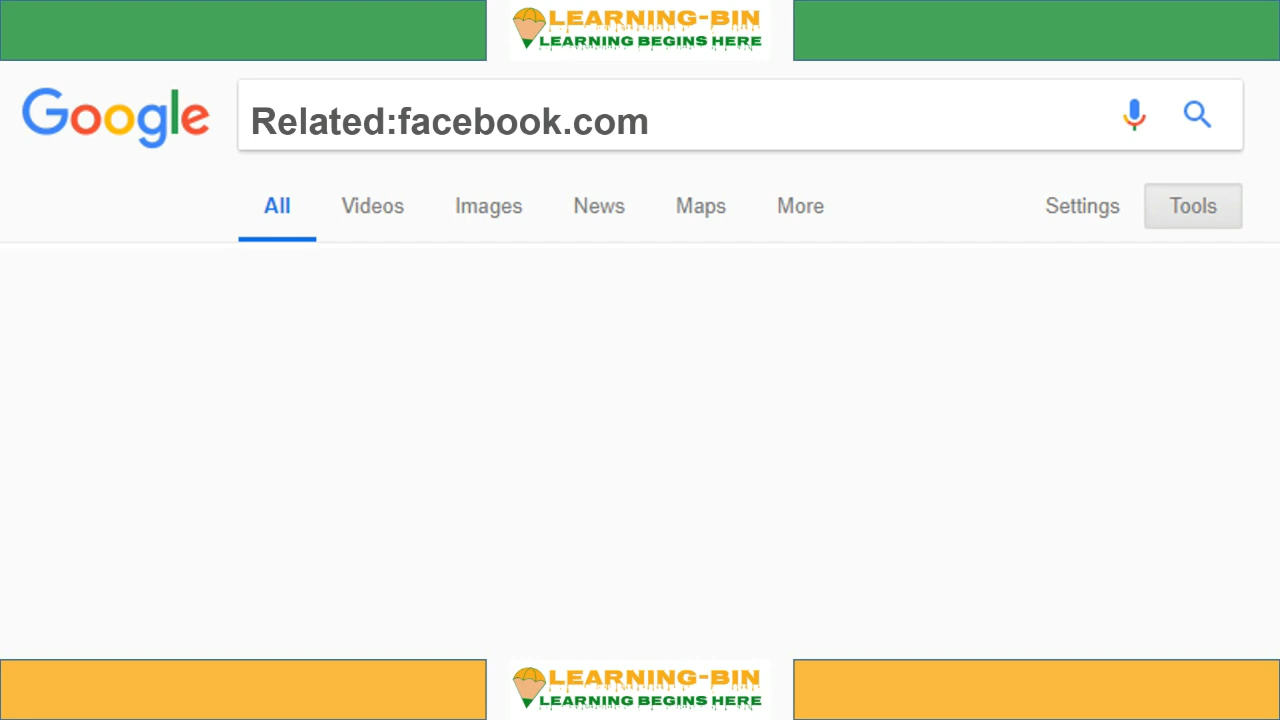 LEARNING-BIN
LEARNING BEGINS HERE
Google
Related:facebook.com
All Videos Images News Maps More Settings Tools
LEARNING-BIN
LEARNING BEGINS HERE